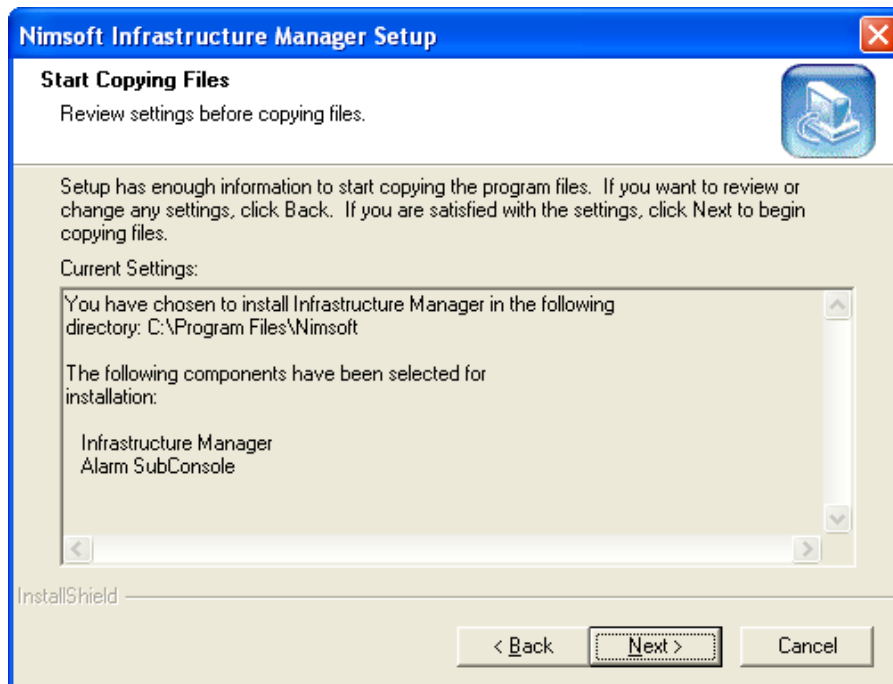 Nimsoft Infrastructure Manager Setup
Start Copying Files
Review settings before copying files.
Setup has enough information to start copying the program files. If you want to review or
change any settings, click Back. If you are satisfied with the settings, click Next to begin
copying files.
Current Settings:
You have chosen to install Infrastructure Manager in the following
directory: C:\Program Files\Nimsoft
The following components have been selected for
installation:
Infrastructure Manager
Alarm SubConsole
InstallShield
< Back
Next >
Cancel